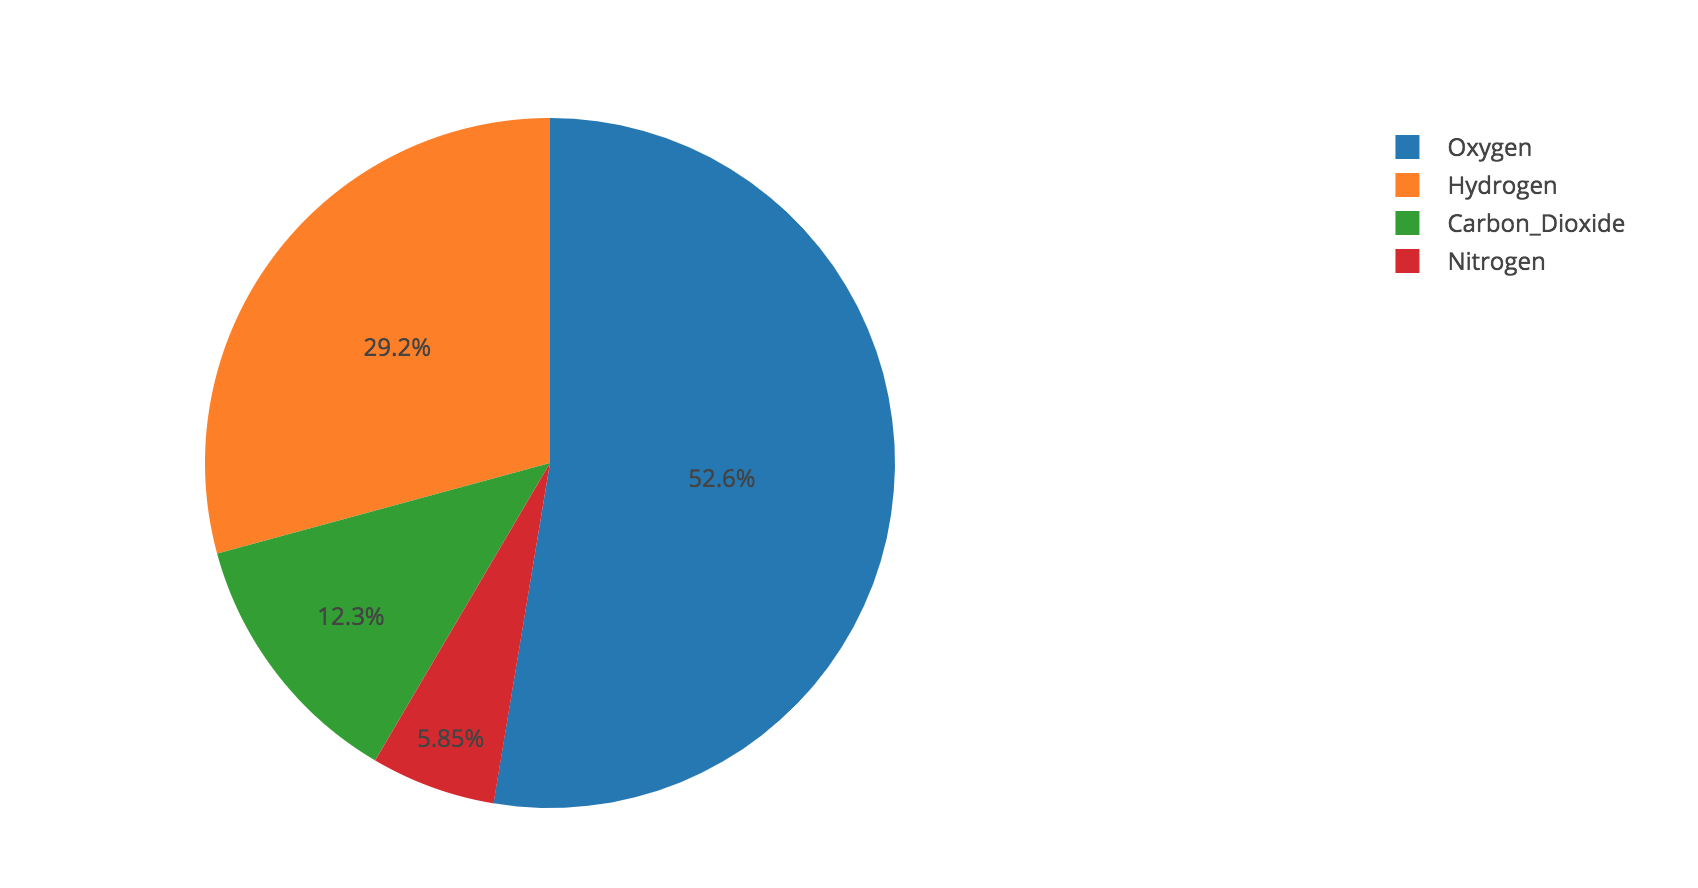 Oxygen
Hydrogen
Carbon_Dioxide
Nitrogen
29.2%
52.6%
12.3%
5.85%